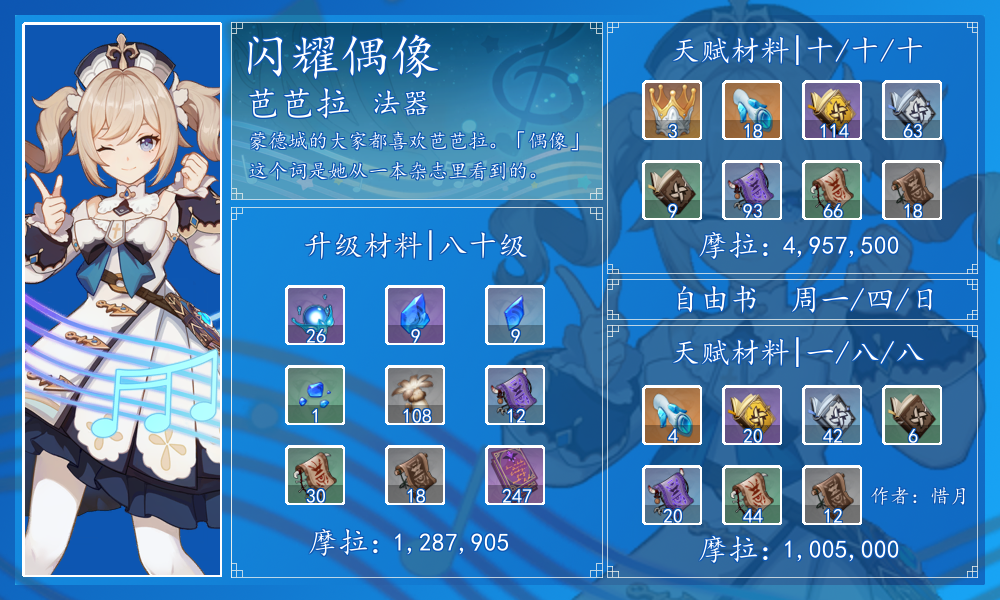 闪耀偶像
芭芭拉 法器
蒙德城的大家都喜欢芭芭拉。「偶像」
这个词是她从一本杂志里看到的。
升级材料|八十级
26 9 9
1 108 12
30 18 247
摩拉: 1,287,905
天赋材料|十/十/十
3 18 114 63
9 93 66 18
摩拉: 4,957,500
自由书 周一/四/日
天赋材料|一/八/八
4 20 42 6
20 44 12 作者: 惜月
摩拉: 1,005,000